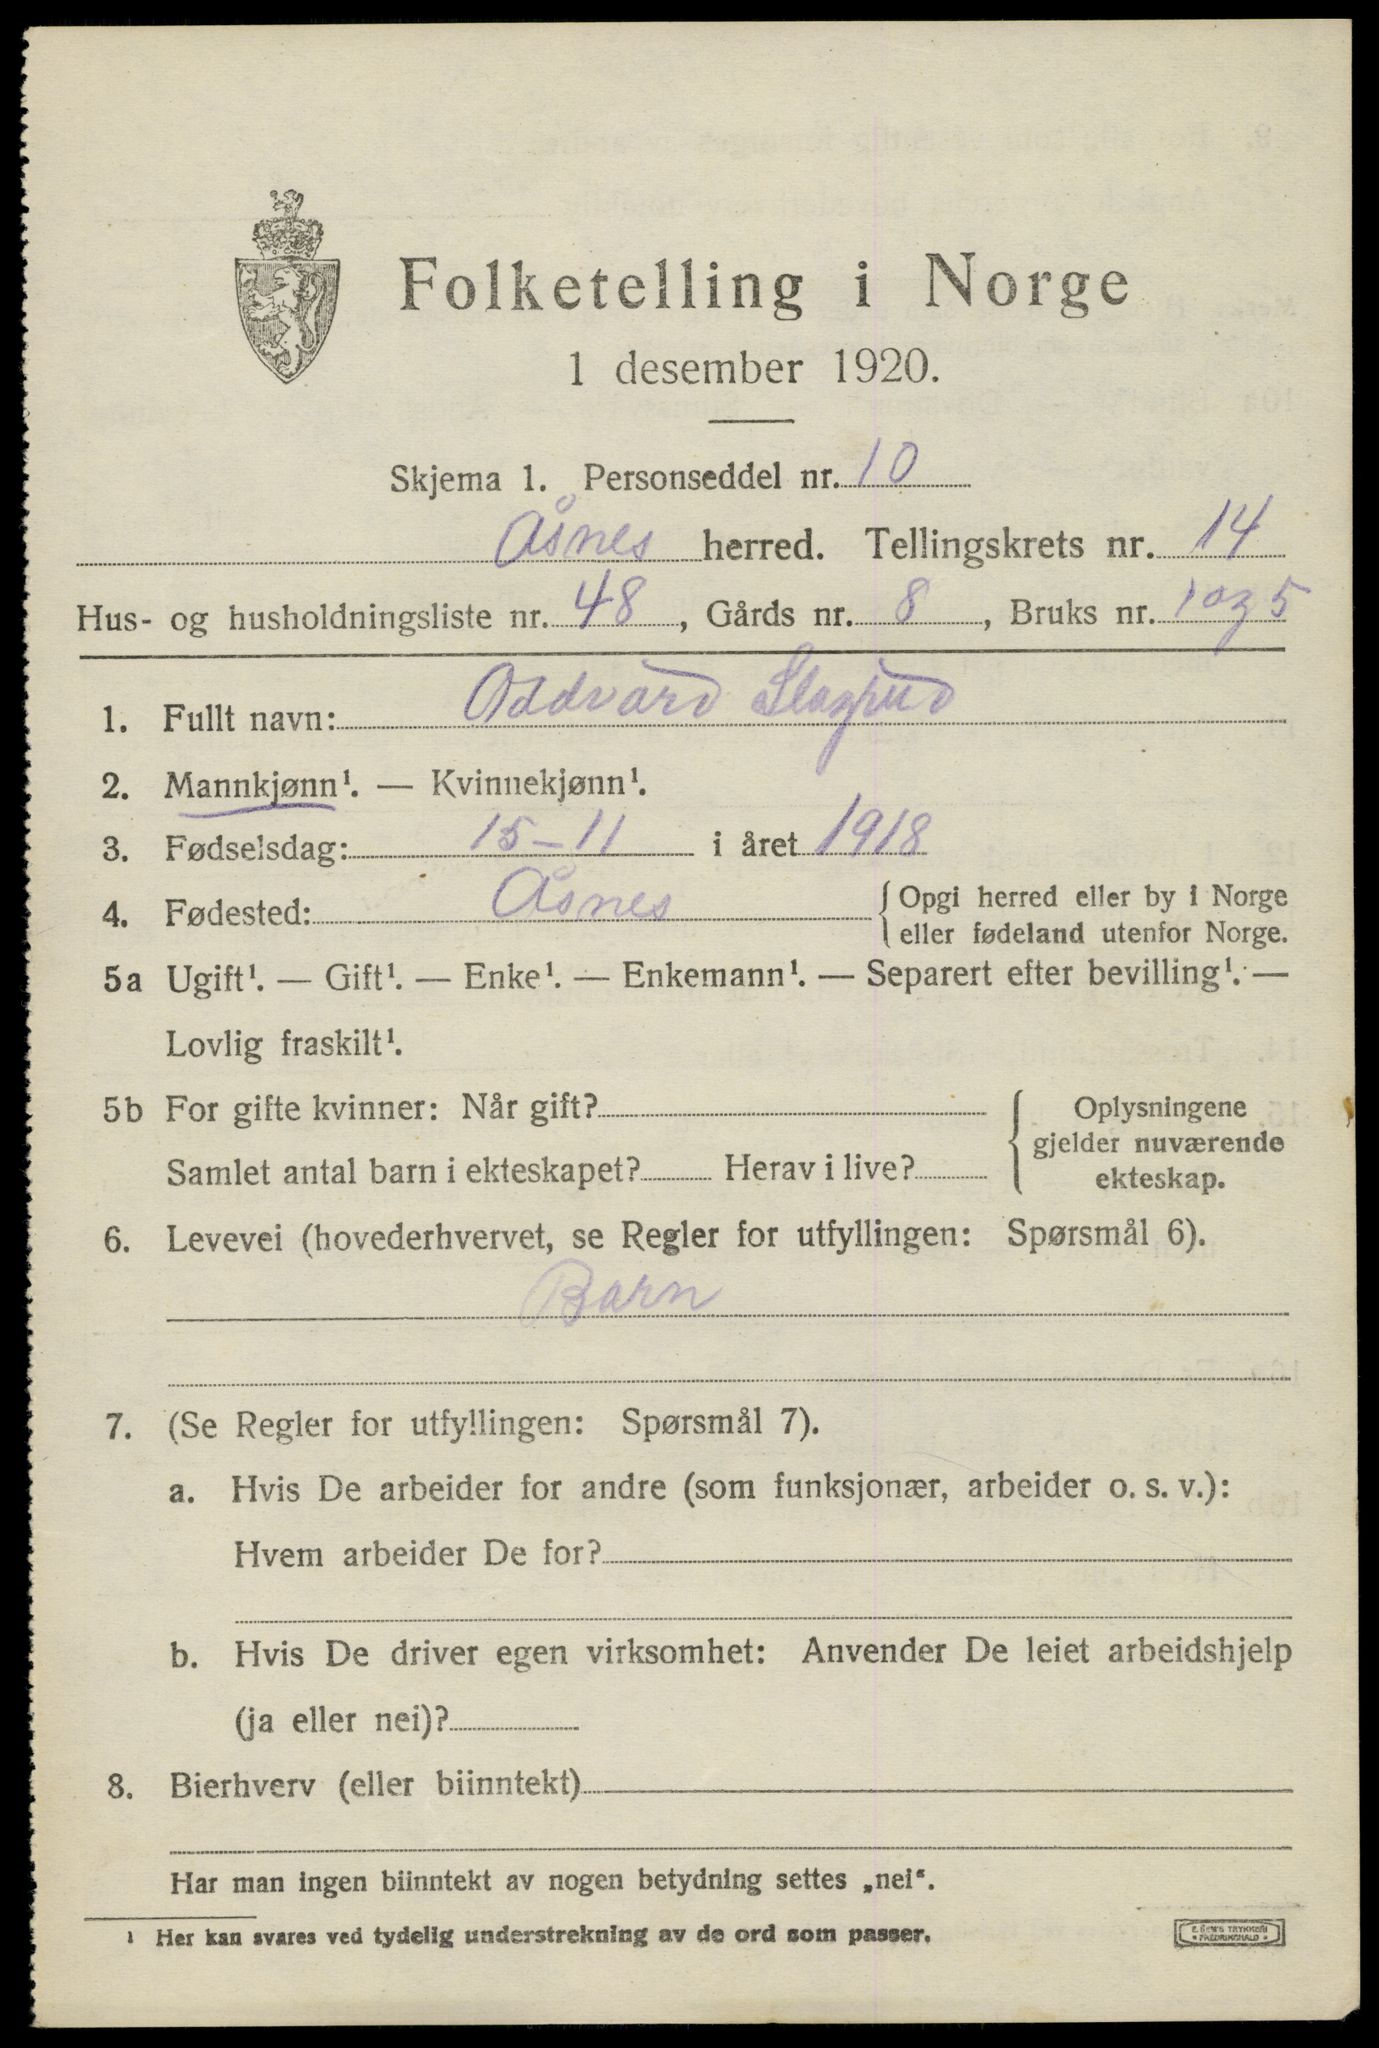 Folketelling i Norge
1 desember 1920.
Skjema 1. Personseddel nr. 10
Åsnes herred. Tellingskrets nr. 14
Hus- og husholdningsliste nr. 48, Gårds nr. 8, Bruks nr. 1 og 5
1. Fullt navn: Oddvard
2. Mannkjønn¹. — Kvinnekjønn¹.
3. Fødselsdag: 15-11 i året 1918
4. Fødested: Åsnes { Opgi herred eller by i Norge
eller fødeland utenfor Norge.
5a Ugift¹. — Gift¹. — Enke¹. — Enkemann¹. — Separert efter bevilling¹. —
Lovlig fraskilt¹.
5b For gifte kvinner: Når gift?
Samlet antal barn i ekteskapet? Herav i live?
Oplysningene
gjelder nuværende
ekteskap.
6. Levevei (hovederhvervet, se Regler for utfyllingen: Spørsmål 6).
Barn
7. (Se Regler for utfyllingen: Spørsmål 7).
a. Hvis De arbeider for andre (som funksjonær, arbeider o. s. v.):
Hvem arbeider De for?
b. Hvis De driver egen virksomhet: Anvender De leiet arbeidshjelp
(ja eller nei)?
8. Bierhverv (eller biinntekt)
Har man ingen biinntekt av nogen betydning settes „nei“.
¹ Her kan svares ved tydelig understrekning av de ord som passer.